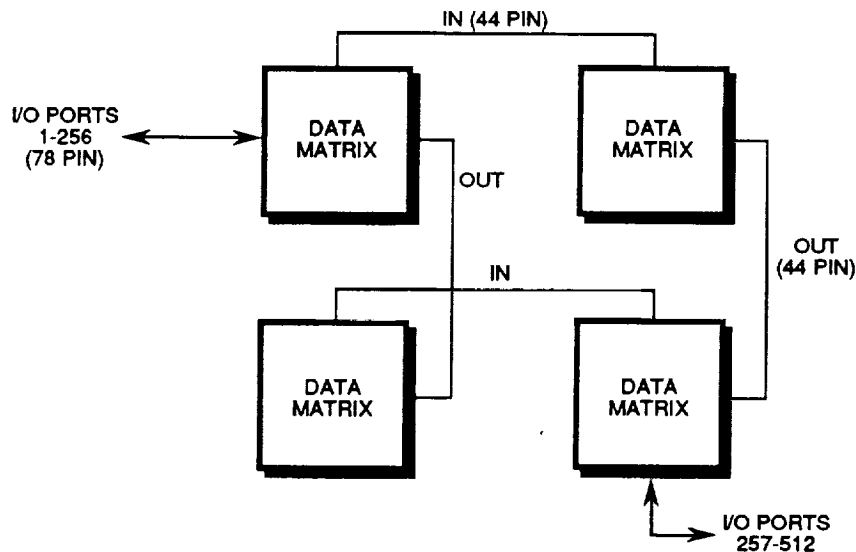 IN (44 PIN)
I/O PORTS
1-256
(78 PIN)
DATA
MATRIX
DATA
MATRIX
OUT
OUT
(44 PIN)
IN
DATA
MATRIX
DATA
MATRIX
I/O PORTS
257-512